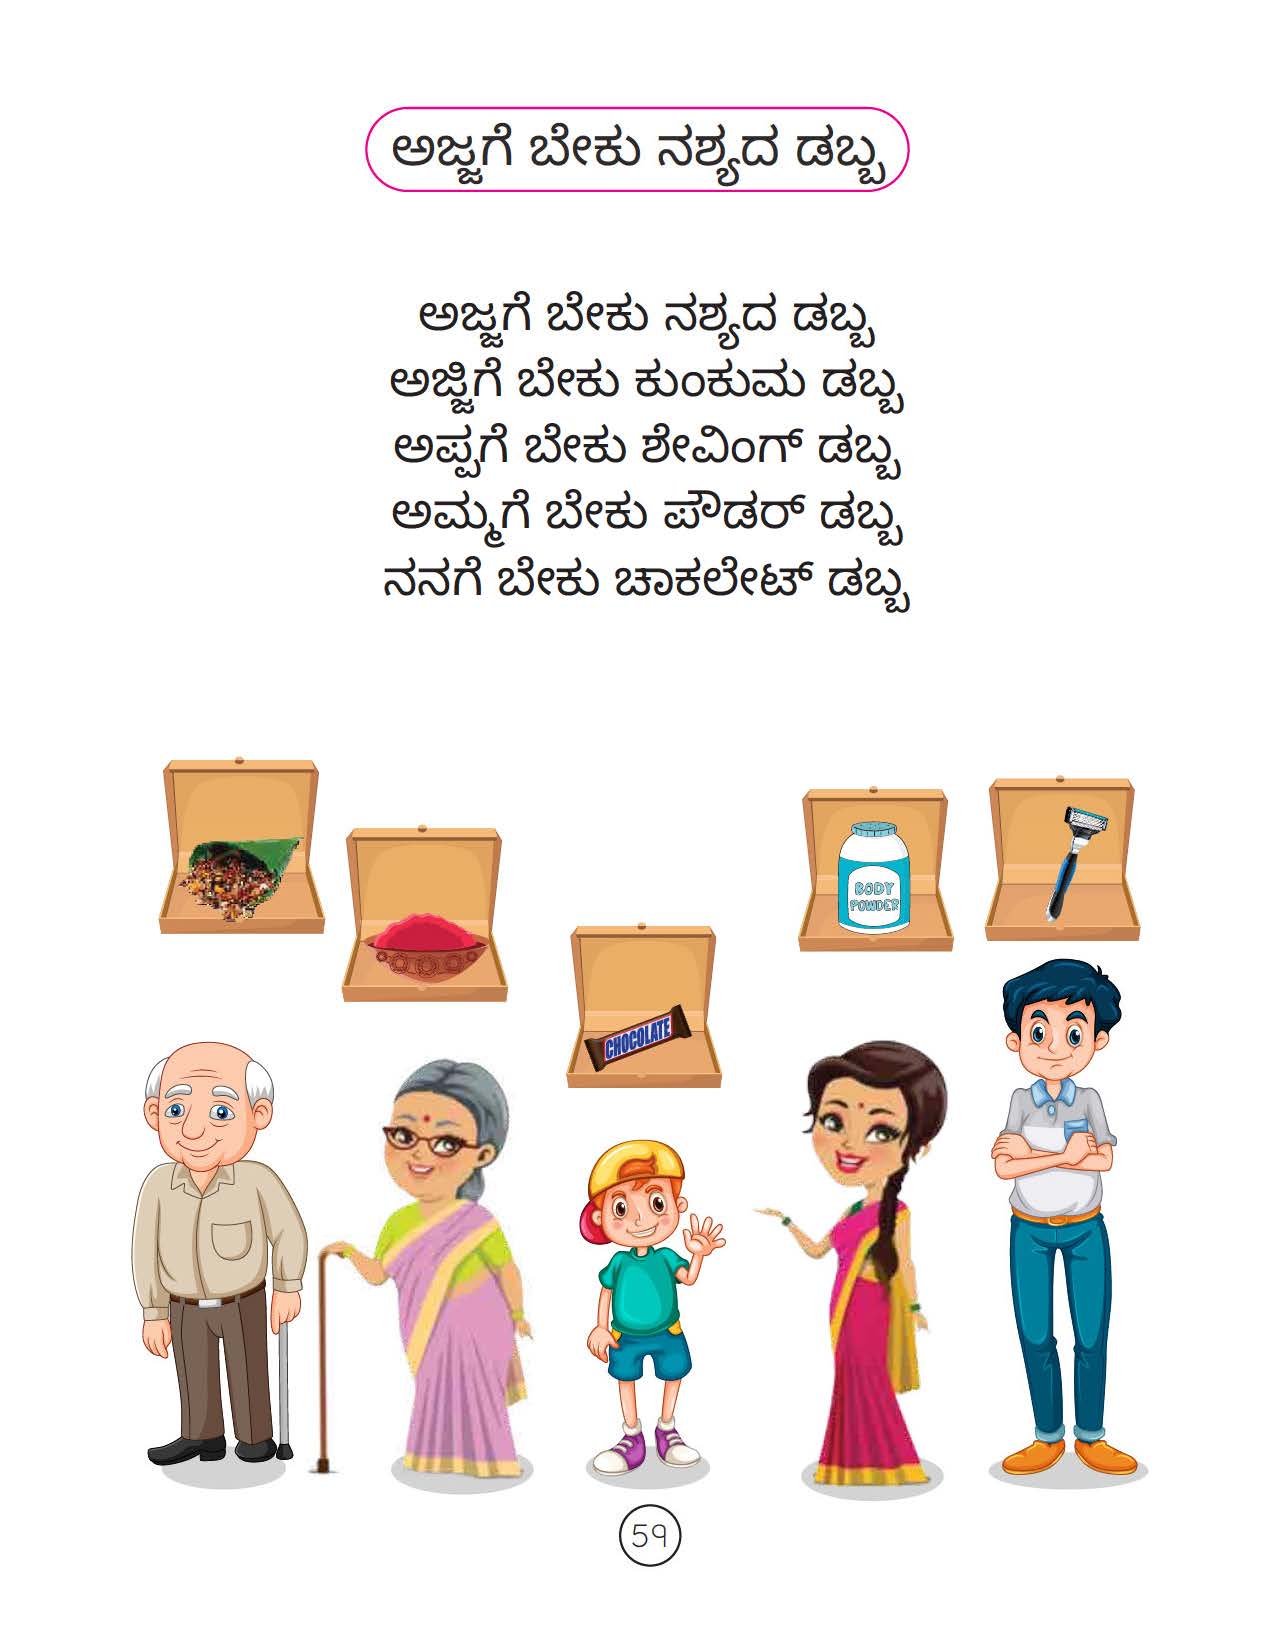 ಅಜ್ಜಗೆ ಬೇಕು ನಶ್ಯದ ಡಬ್ಬ
ಅಜ್ಜಗೆ ಬೇಕು ನಶ್ಯದ ಡಬ್ಬ
ಅಜ್ಜಿಗೆ ಬೇಕು ಕುಂಕುಮ ಡಬ್ಬ
ಅಪ್ಪಗೆ ಬೇಕು ಶೇವಿಂಗ್ ಡಬ್ಬ
ಅಮ್ಮಗೆ ಬೇಕು ಪೌಡರ್ ಡಬ್ಬ
ನನಗೆ ಬೇಕು ಚಾಕಲೇಟ್ ಡಬ್ಬ
BODY
POWDER
CHOCOLATE
59